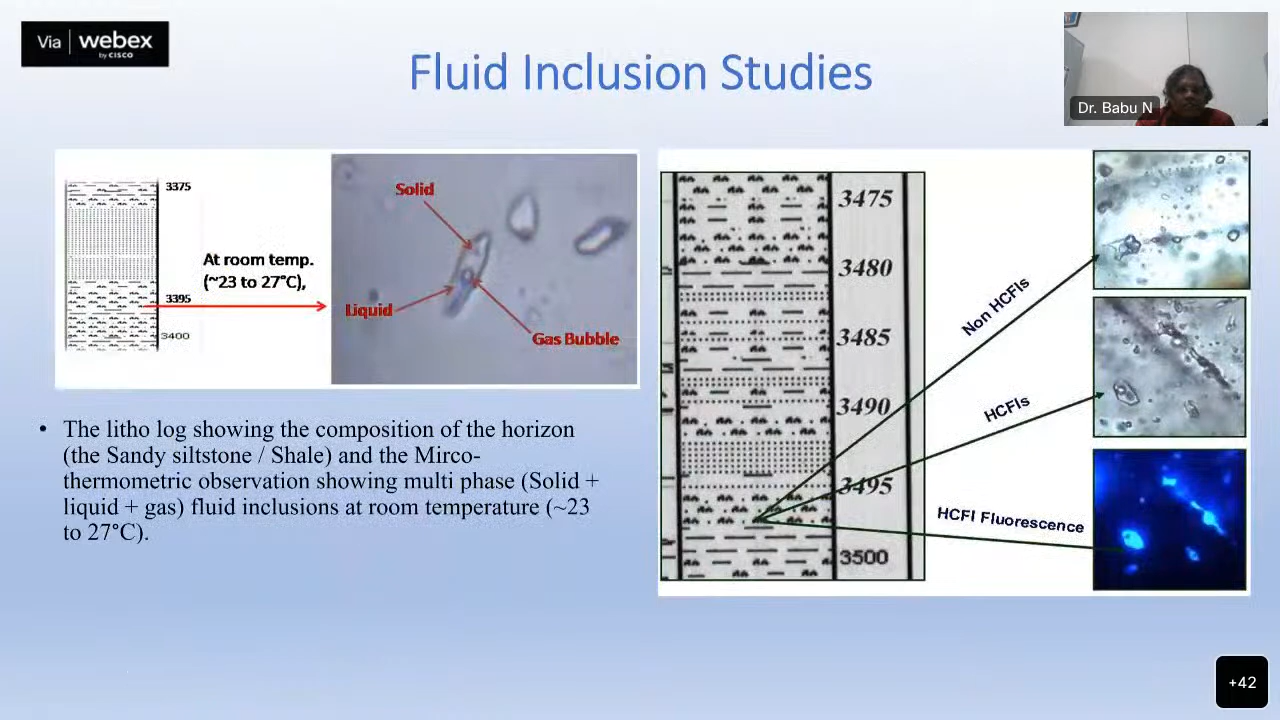 Via webex
by CISCO
Fluid Inclusion Studies
Dr. Babu N
3375
At room temp.
(~23 to 27°C),
3395
3400
Solid
Liquid
Gas Bubble
3475
3480
3485
3490
3495
3500
Non HCFIs
HCFIs
HCFI Fluorescence
• The litho log showing the composition of the horizon
(the Sandy siltstone / Shale) and the Mirco-
thermometric observation showing multi phase (Solid +
liquid + gas) fluid inclusions at room temperature (~23
to 27°C).
+42